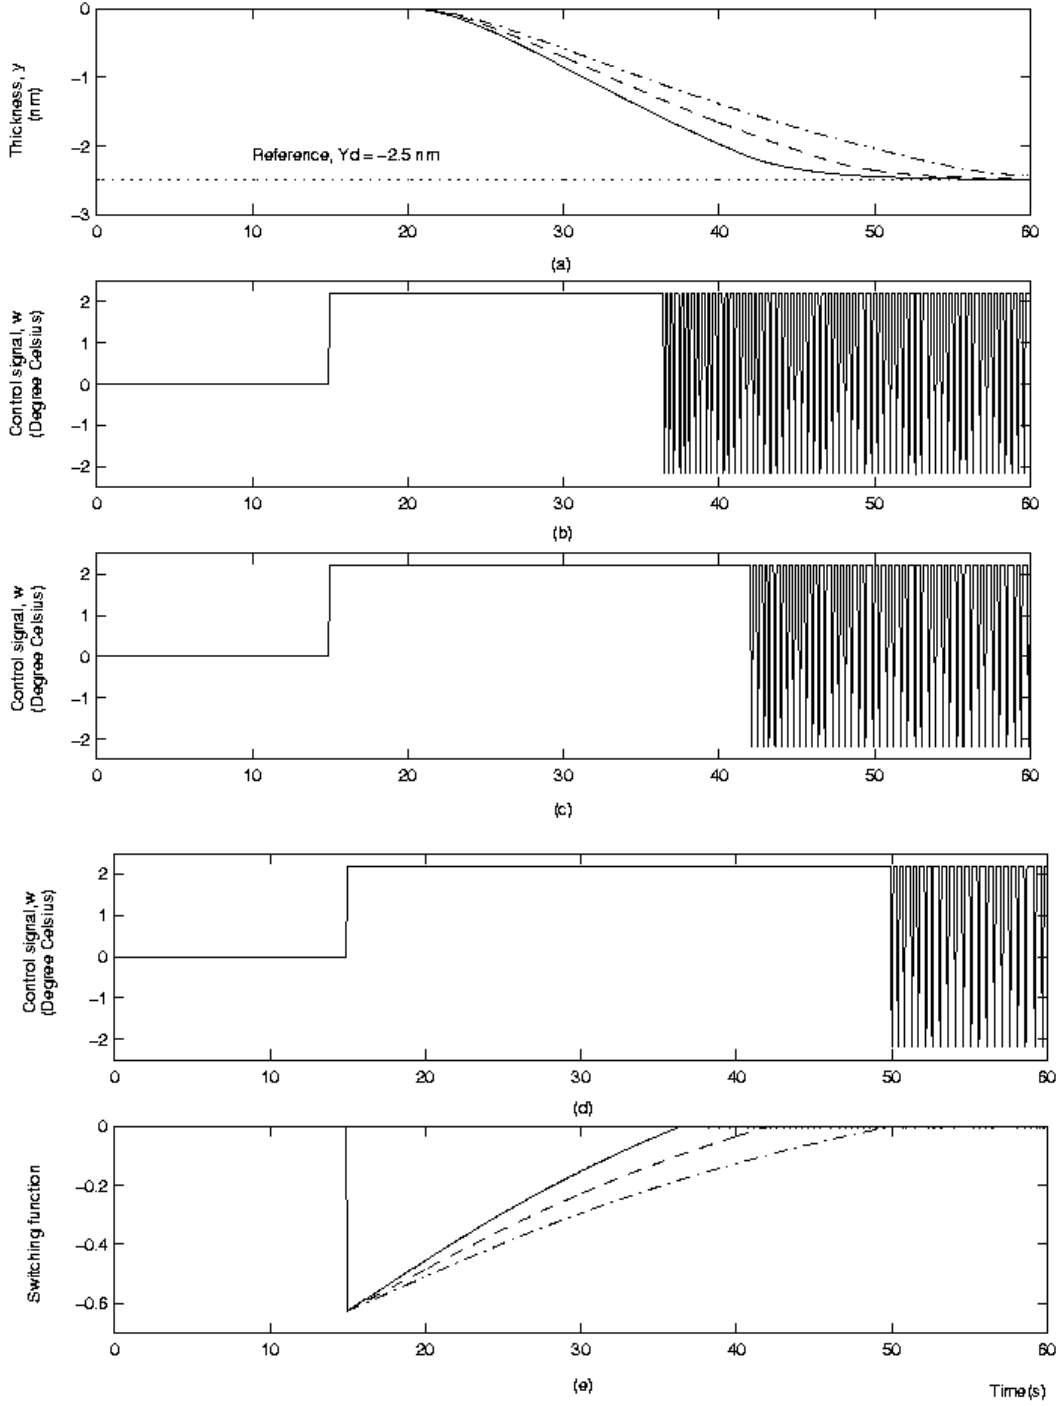 0
−1
−2
−3
Thickness, y
(nm)
Reference, Yd = −2.5 nm
0 10 20 30 40 50 60
(a)
2
1
0
−1
−2
Control signal, w
(Degree Celsius)
0 10 20 30 40 50 60
(b)
2
1
0
−1
−2
Control signal, w
(Degree Celsius)
0 10 20 30 40 50 60
(c)
2
1
0
−1
−2
Control signal,w
(Degree Celsius)
0 10 20 30 40 50 60
(d)
0
−0.2
−0.4
−0.6
Switching function
0 10 20 30 40 50 60
(e)
Time(s)